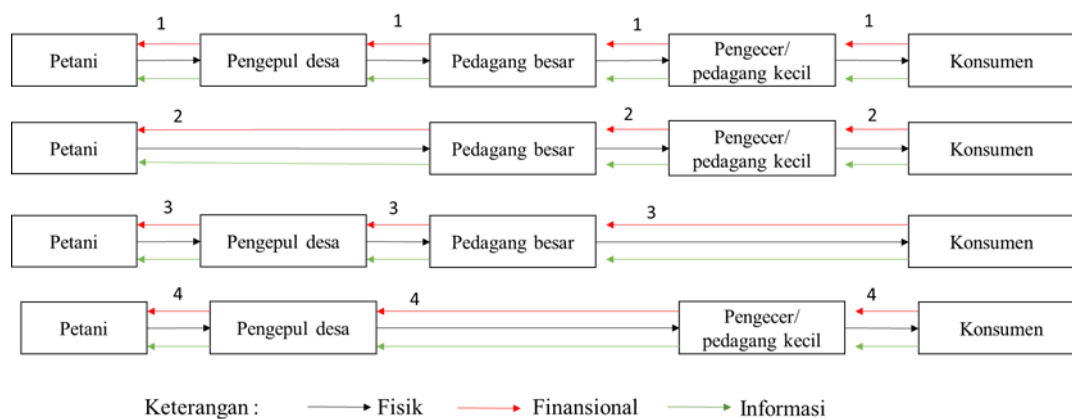 1 1 1 1
Petani Pengepul desa Pedagang besar Pengecer/
pedagang kecil Konsumen
2 2 2
Petani Pedagang besar Pengecer/
pedagang kecil Konsumen
3 3 3
Petani Pengepul desa Pedagang besar Konsumen
4 4 4
Petani Pengepul desa Pengecer/
pedagang kecil Konsumen
Keterangan : Fisik Finansional Informasi